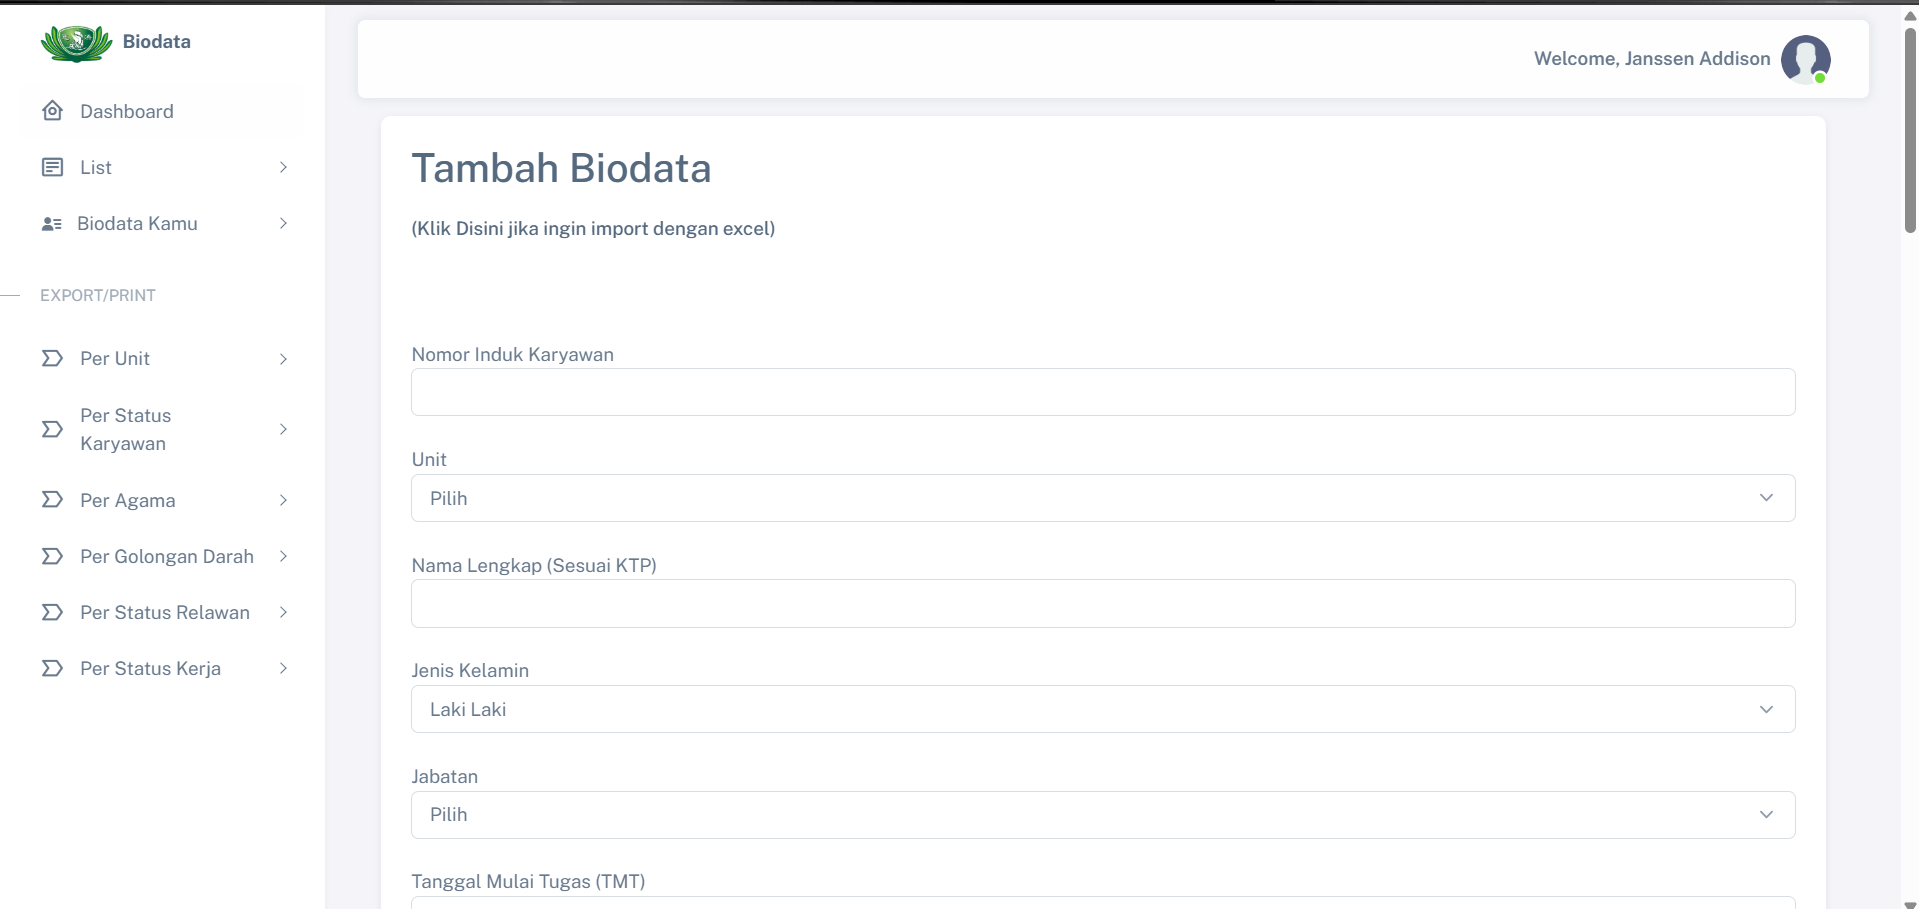 Biodata
Dashboard
List
Biodata Kamu
EXPORT/PRINT
Per Unit
Per Status
Karyawan
Per Agama
Per Golongan Darah
Per Status Relawan
Per Status Kerja
Welcome, Janssen Addison
Tambah Biodata
(Klik Disini jika ingin import dengan excel)
Nomor Induk Karyawan
Unit
Pilih
Nama Lengkap (Sesuai KTP)
Jenis Kelamin
Laki Laki
Jabatan
Pilih
Tanggal Mulai Tugas (TMT)